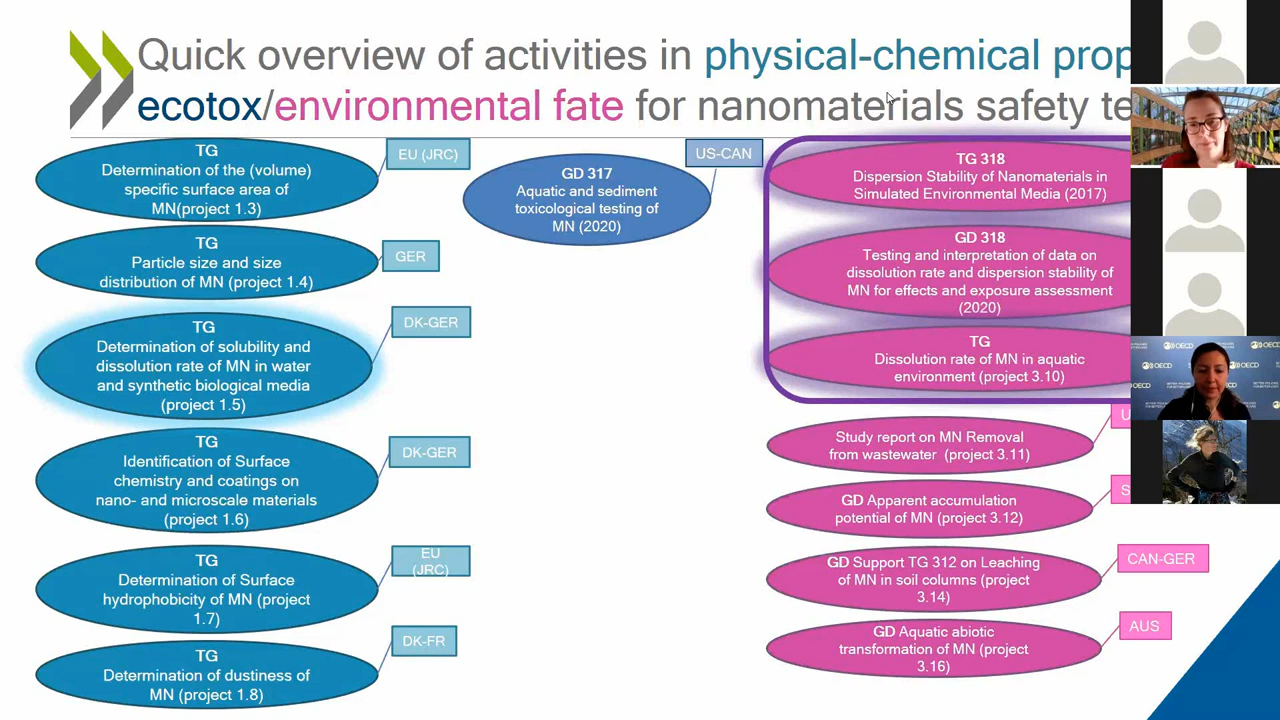 Quick overview of activities in physical-chemical prop
ecotox/environmental fate for nanomaterials safety te
TG
Determination of the (volume)
specific surface area of
MN(project 1.3)
EU (JRC)
TG
Particle size and size
distribution of MN (project 1.4)
GER
TG
Determination of solubility and
dissolution rate of MN in water
and synthetic biological media
(project 1.5)
DK-GER
TG
Identification of Surface
chemistry and coatings on
nano- and microscale materials
(project 1.6)
DK-GER
TG
Determination of Surface
hydrophobicity of MN (project
1.7)
EU
(JRC)
TG
Determination of dustiness of
MN (project 1.8)
DK-FR
GD 317
Aquatic and sediment
toxicological testing of
MN (2020)
US-CAN
TG 318
Dispersion Stability of Nanomaterials in
Simulated Environmental Media (2017)
GD 318
Testing and interpretation of data on
dissolution rate and dispersion stability of
MN for effects and exposure assessment
(2020)
TG
Dissolution rate of MN in aquatic
environment (project 3.10)
Study report on MN Removal
from wastewater (project 3.11)
U
GD Apparent accumulation
potential of MN (project 3.12)
S
GD Support TG 312 on Leaching
of MN in soil columns (project
3.14)
CAN-GER
GD Aquatic abiotic
transformation of MN (project
3.16)
AUS
OECD
OECD